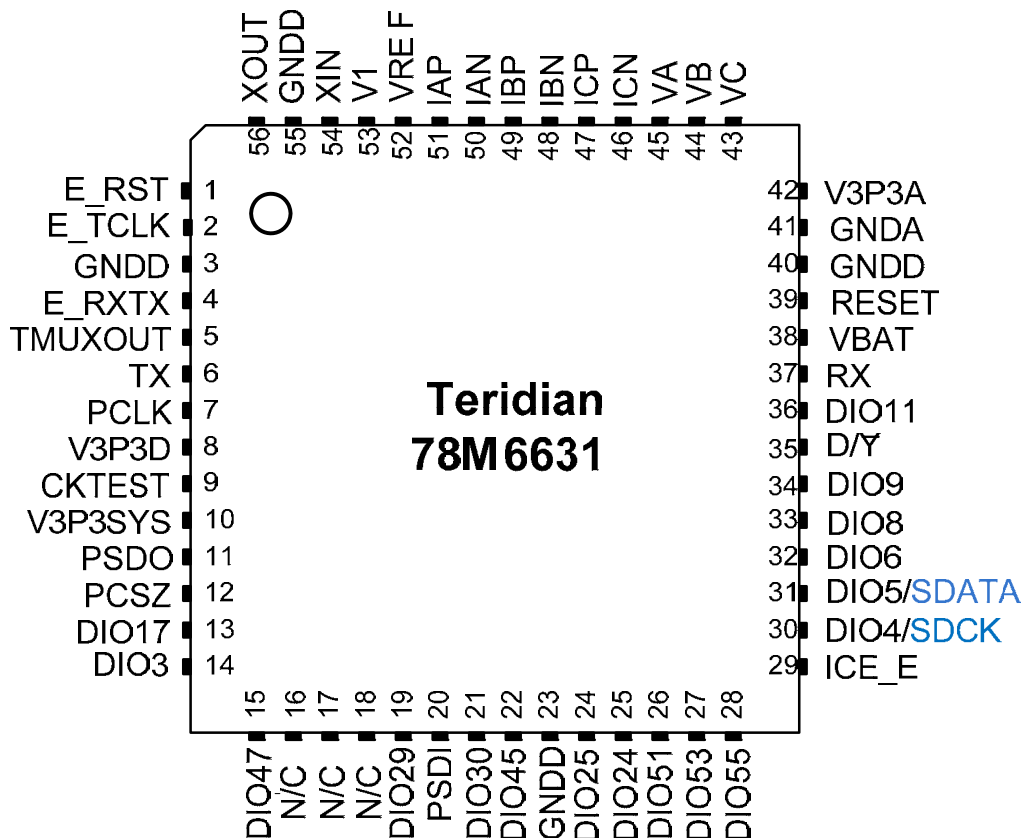 XOUT GNDD XIN V1 VREF IAP IAN IBP IBN ICP ICN VA VB VC
56 55 54 53 52 51 50 49 48 47 46 45 44 43
E_RST 1
E_TCLK 2
GNDD 3
E_RXTX 4
TMUXOUT 5
TX 6
PCLK 7
V3P3D 8
CKTEST 9
V3P3SYS 10
PSDO 11
PCSZ 12
DIO17 13
DIO3 14
Teridian
78M6631
42 V3P3A
41 GNDA
40 GNDD
39 RESET
38 VBAT
37 RX
36 DIO11
35 D/Y
34 DIO9
33 DIO8
32 DIO6
31 DIO5/SDATA
30 DIO4/SDCK
29 ICE_E
15 16 17 18 19 20 21 22 23 24 25 26 27 28
DIO47 N/C N/C N/C DIO29 PSDI DIO30 DIO45 GNDD DIO25 DIO24 DIO51 DIO53 DIO55